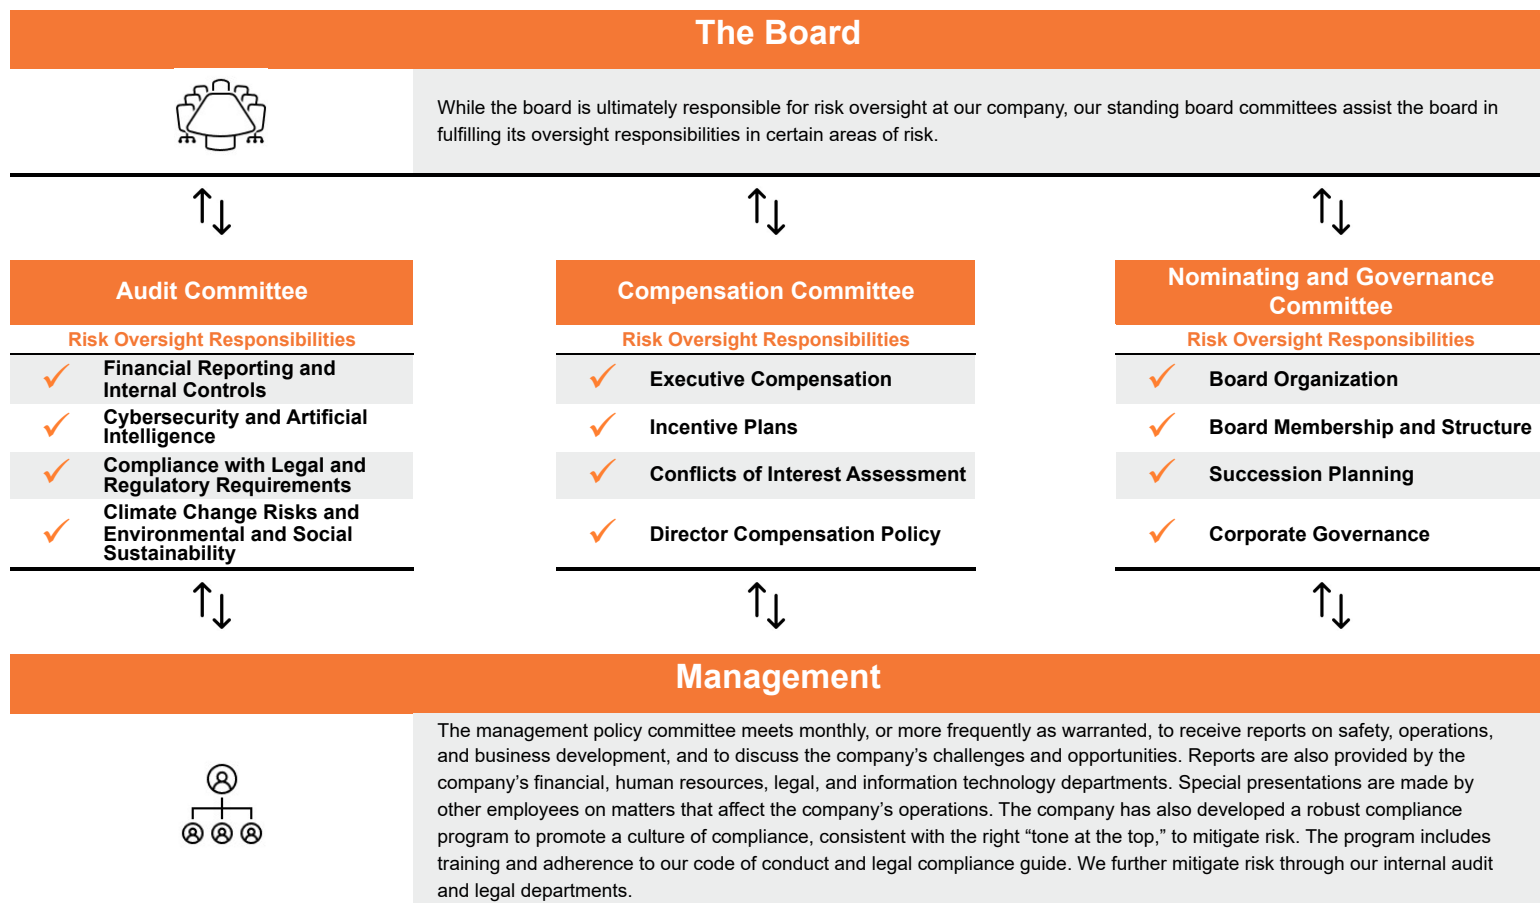 The Board
While the board is ultimately responsible for risk oversight at our company, our standing board committees assist the board in
fulfilling its oversight responsibilities in certain areas of risk.
Audit Committee
Risk Oversight Responsibilities
Financial Reporting and
Internal Controls
Cybersecurity and Artificial
Intelligence
Compliance with Legal and
Regulatory Requirements
Climate Change Risks and
Environmental and Social
Sustainability
Compensation Committee
Risk Oversight Responsibilities
Executive Compensation
Incentive Plans
Conflicts of Interest Assessment
Director Compensation Policy
Nominating and Governance
Committee
Risk Oversight Responsibilities
Board Organization
Board Membership and Structure
Succession Planning
Corporate Governance
Management
The management policy committee meets monthly, or more frequently as warranted, to receive reports on safety, operations,
and business development, and to discuss the company’s challenges and opportunities. Reports are also provided by the
company’s financial, human resources, legal, and information technology departments. Special presentations are made by
other employees on matters that affect the company’s operations. The company has also developed a robust compliance
program to promote a culture of compliance, consistent with the right “tone at the top,” to mitigate risk. The program includes
training and adherence to our code of conduct and legal compliance guide. We further mitigate risk through our internal audit
and legal departments.